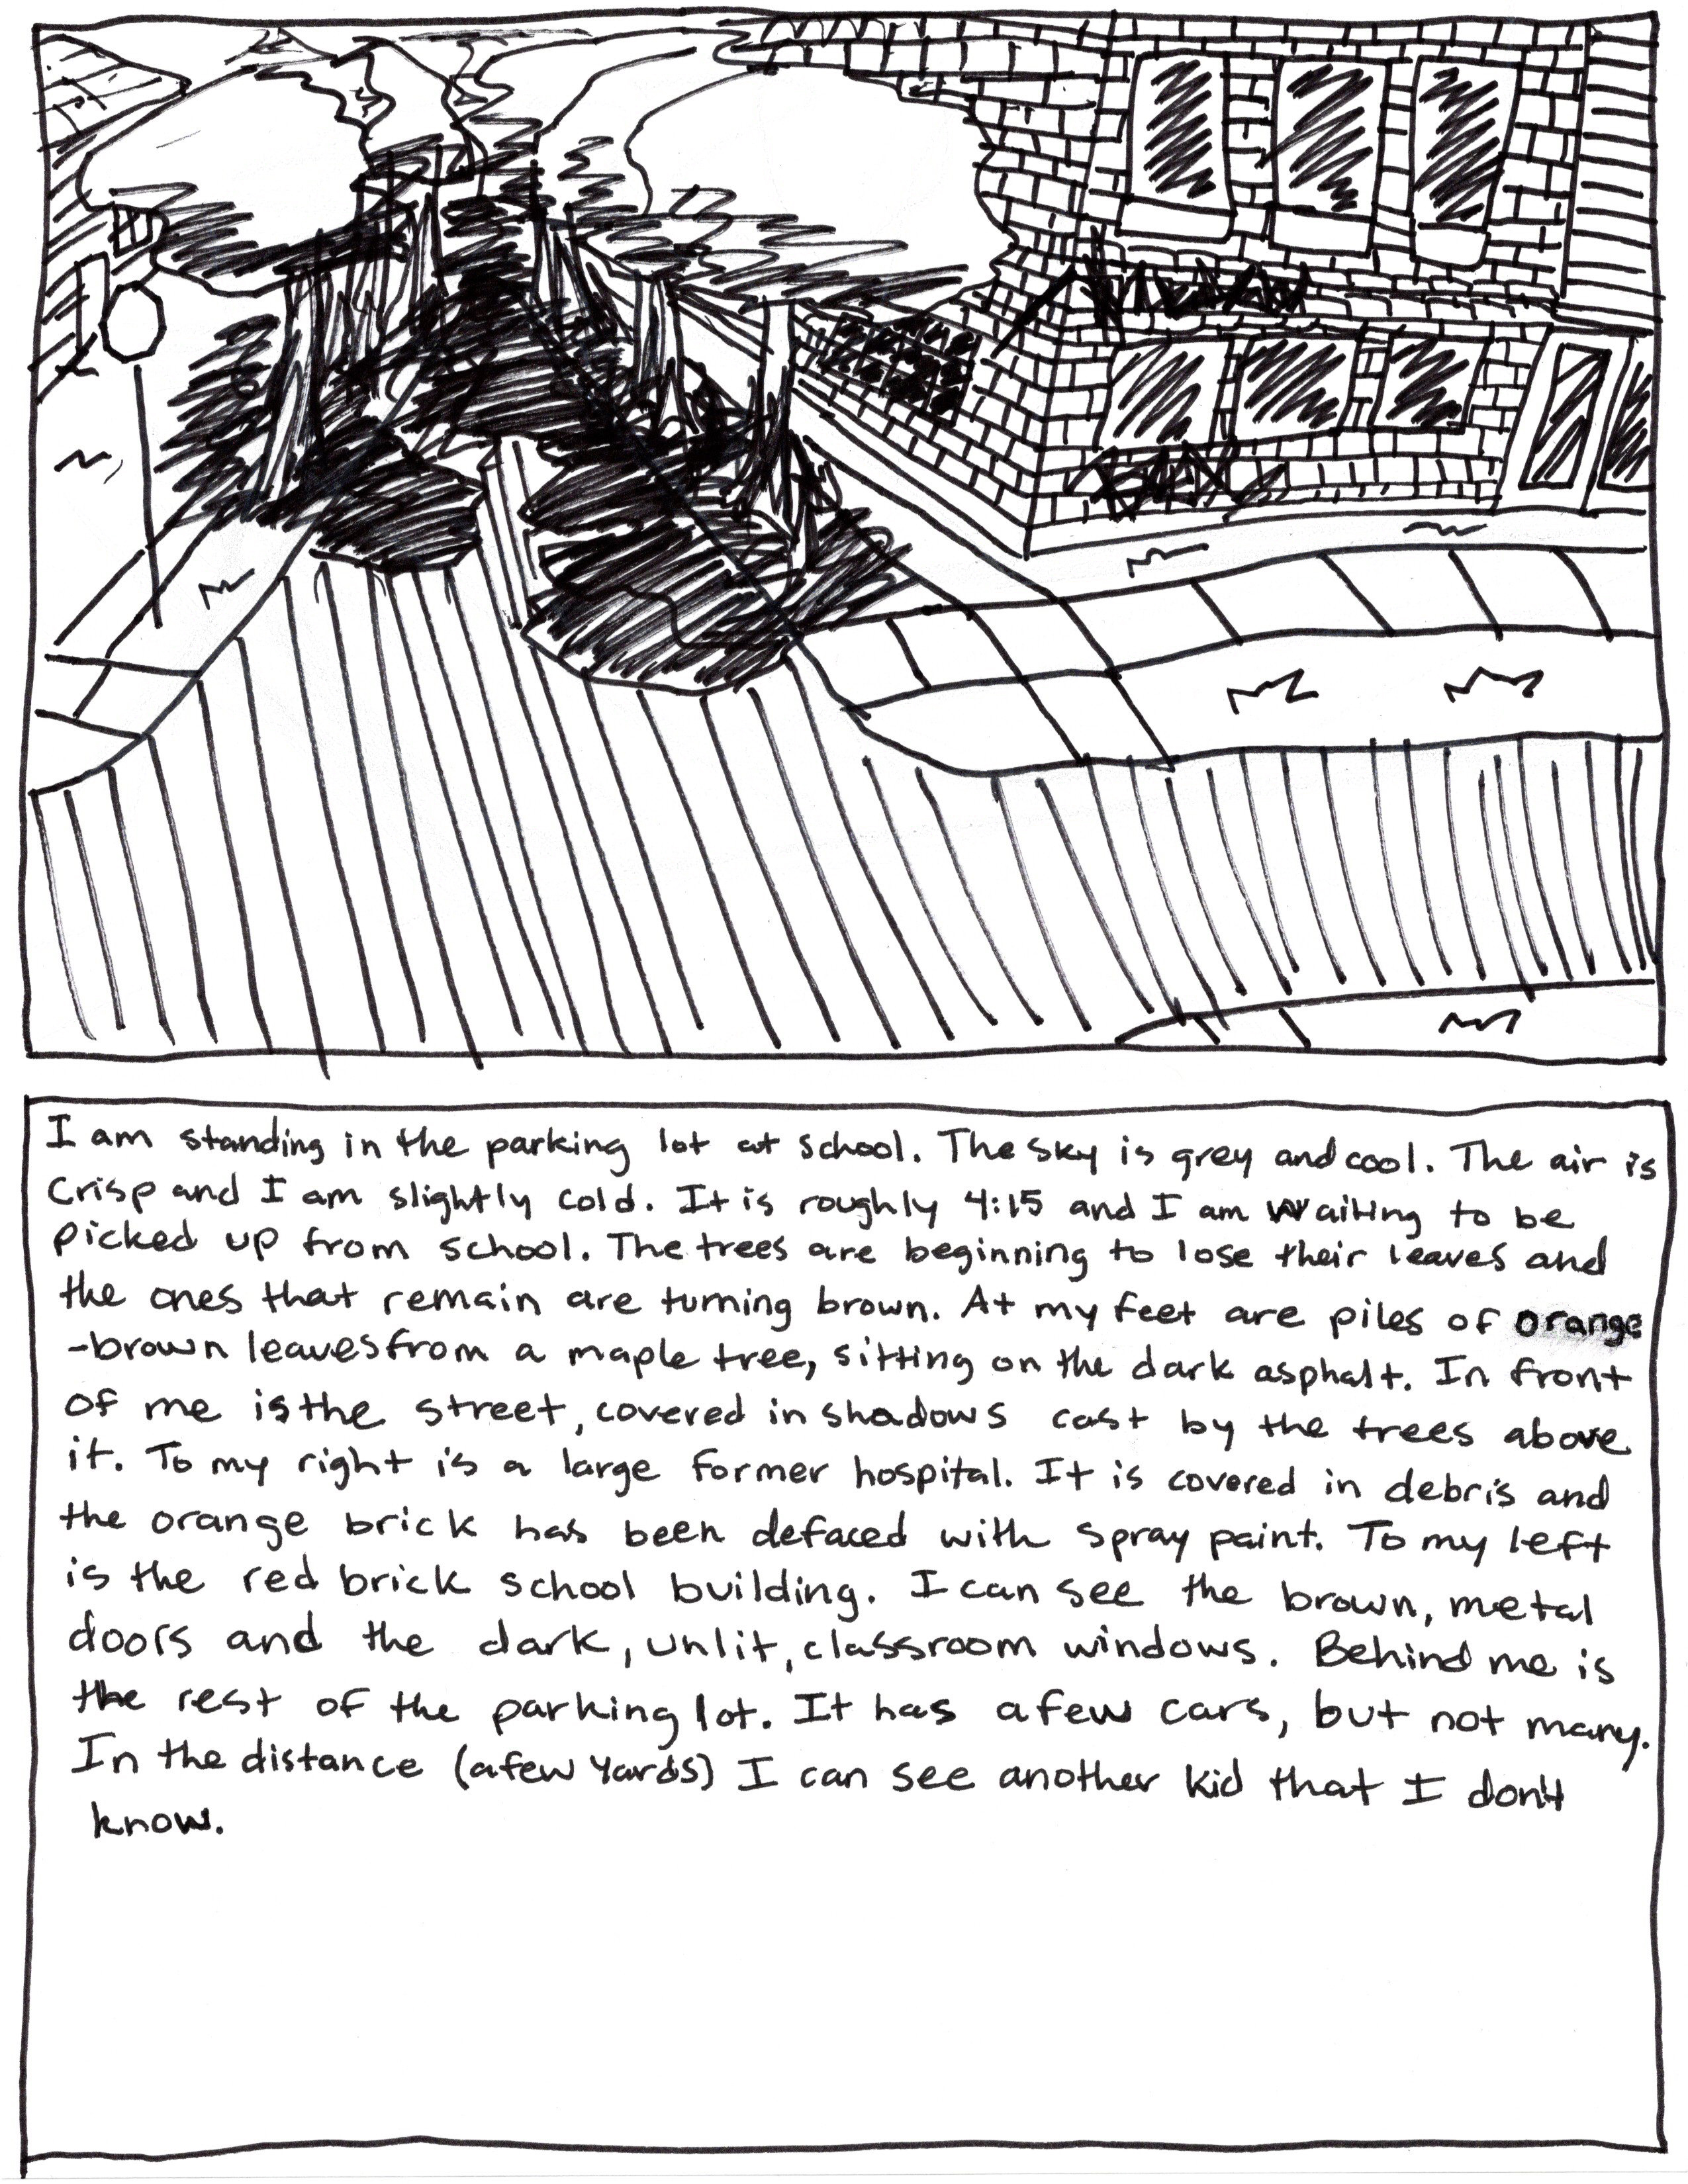 I am standing in the parking lot at school. The sky is grey and cool. The air is
crisp and I am slightly cold. It is roughly 4:15 and I am waiting to be
picked up from school. The trees are beginning to lose their leaves and
the ones that remain are turning brown. At my feet are piles of orange
-brown leaves from a maple tree, sitting on the dark asphalt. In front
of me is the street, covered in shadows cast by the trees above
it. To my right is a large former hospital. It is covered in debris and
the orange brick has been defaced with spray paint. To my left
is the red brick school building. I can see the brown, metal
doors and the dark, unlit, classroom windows. Behind me is
the rest of the parking lot. It has a few cars, but not many.
In the distance (a few yards) I can see another kid that I don't
know.